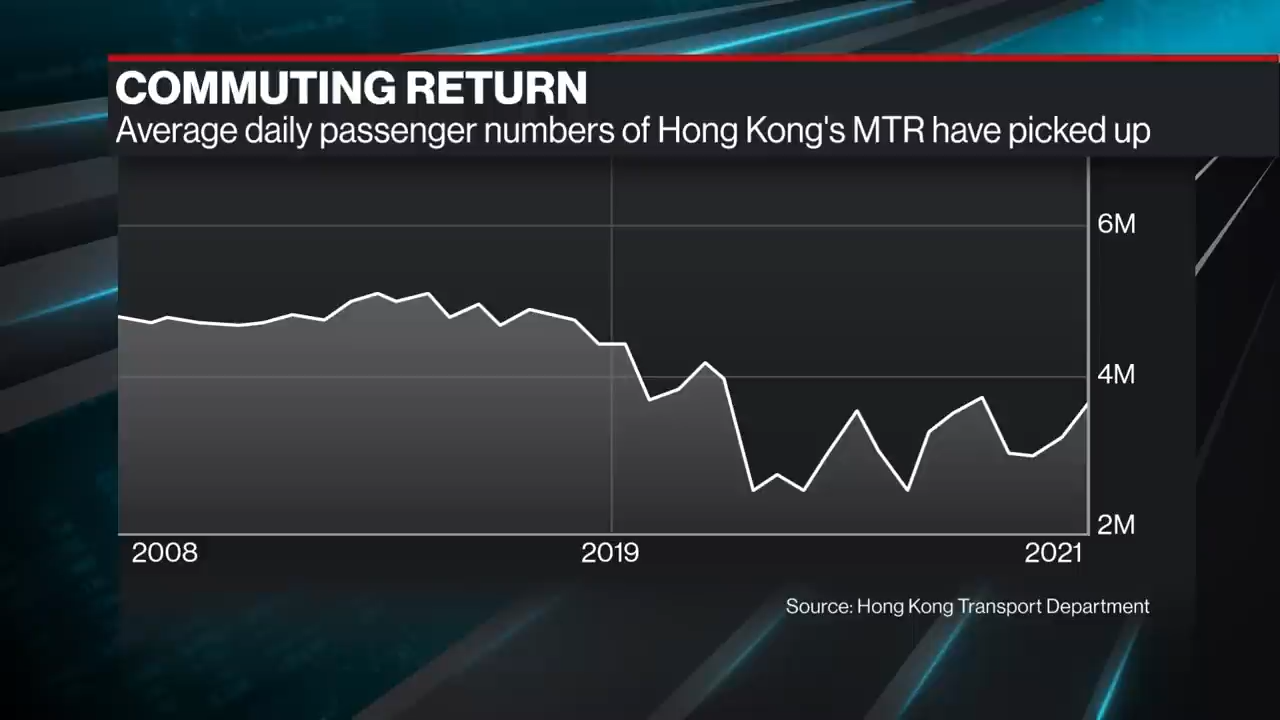 COMMUTING RETURN
Average daily passenger numbers of Hong Kong's MTR have picked up
6M
4M
2M
2008 2019 2021
Source: Hong Kong Transport Department